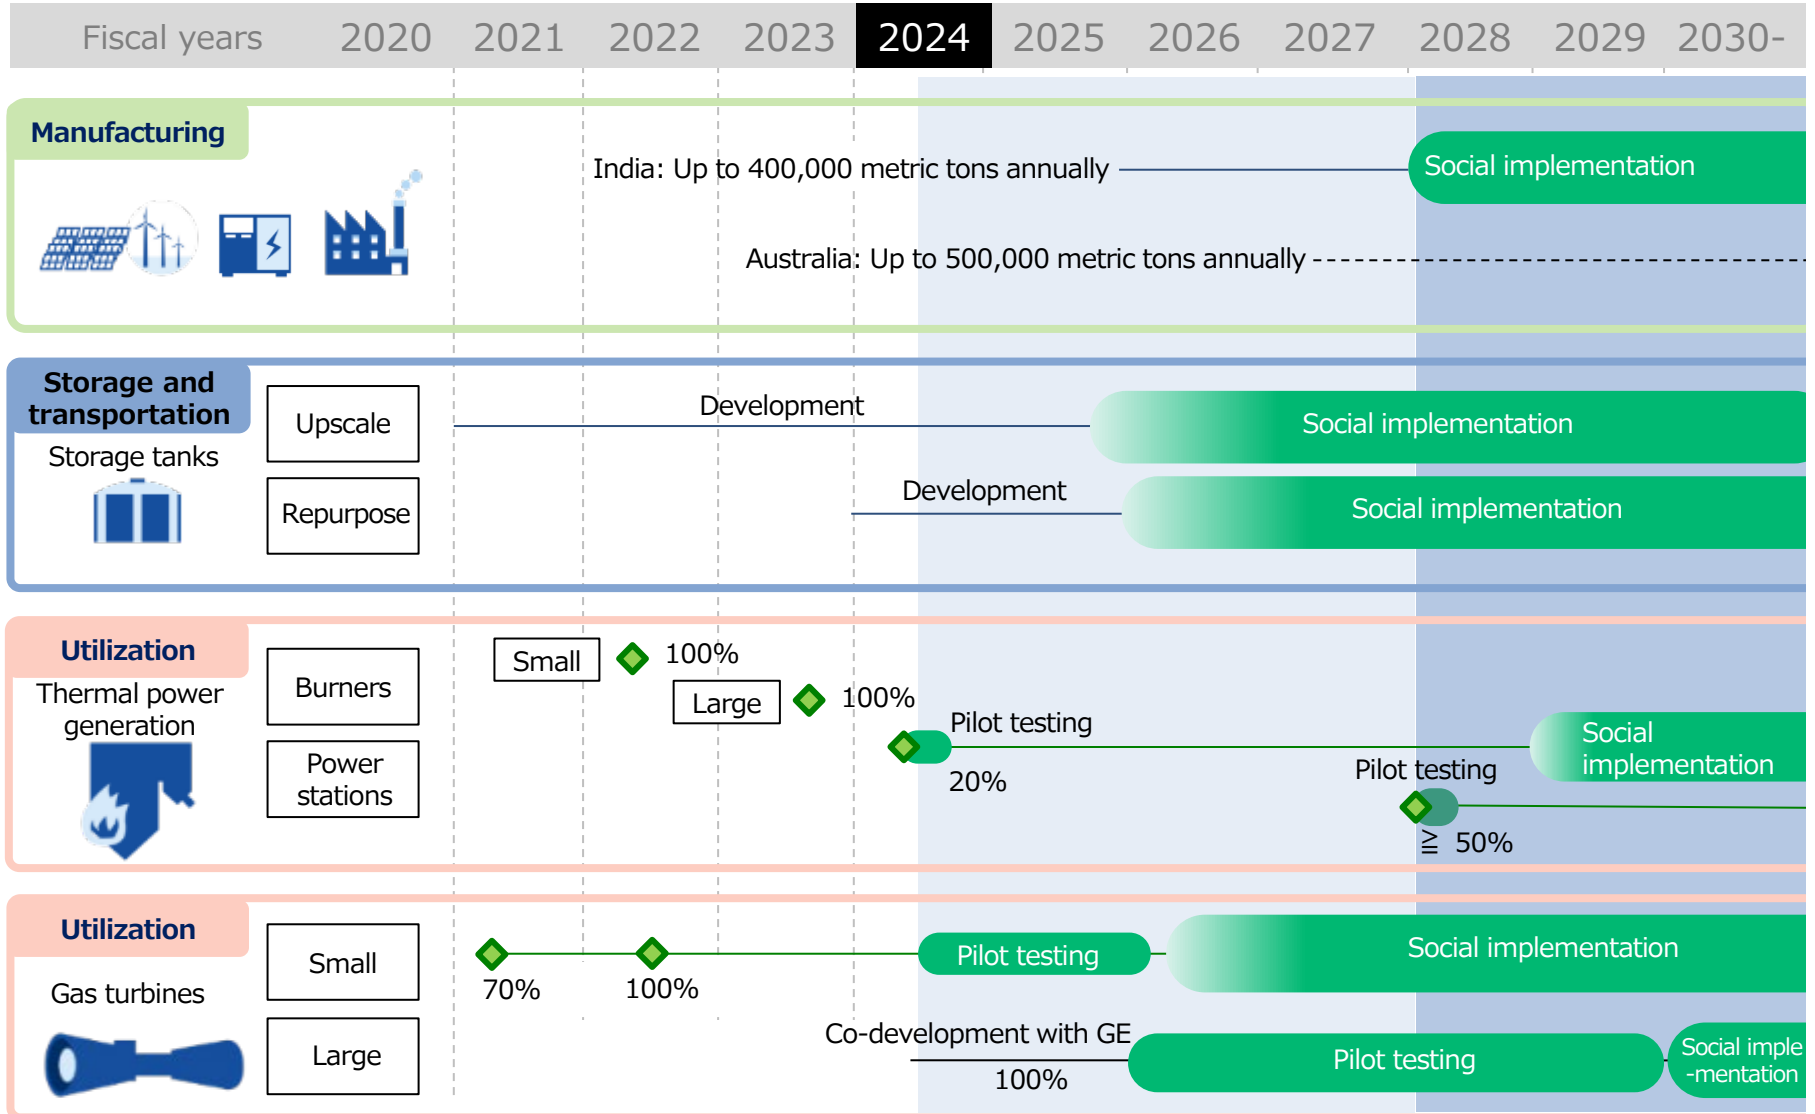 Fiscal years 2020 2021 2022 2023 2024 2025 2026 2027 2028 2029 2030-
Manufacturing
India: Up to 400,000 metric tons annually
Social implementation
Australia: Up to 500,000 metric tons annually
Storage and
transportation
Storage tanks
Upscale
Development
Social implementation
Repurpose
Development
Social implementation
Utilization
Thermal power
generation
Burners
Small
100%
Large
100%
Power
stations
Pilot testing
20%
Social
implementation
Pilot testing
≧ 50%
Utilization
Gas turbines
Small
70%
100%
Pilot testing
Social implementation
Large
Co-development with GE
100%
Pilot testing
Social imple
-mentation